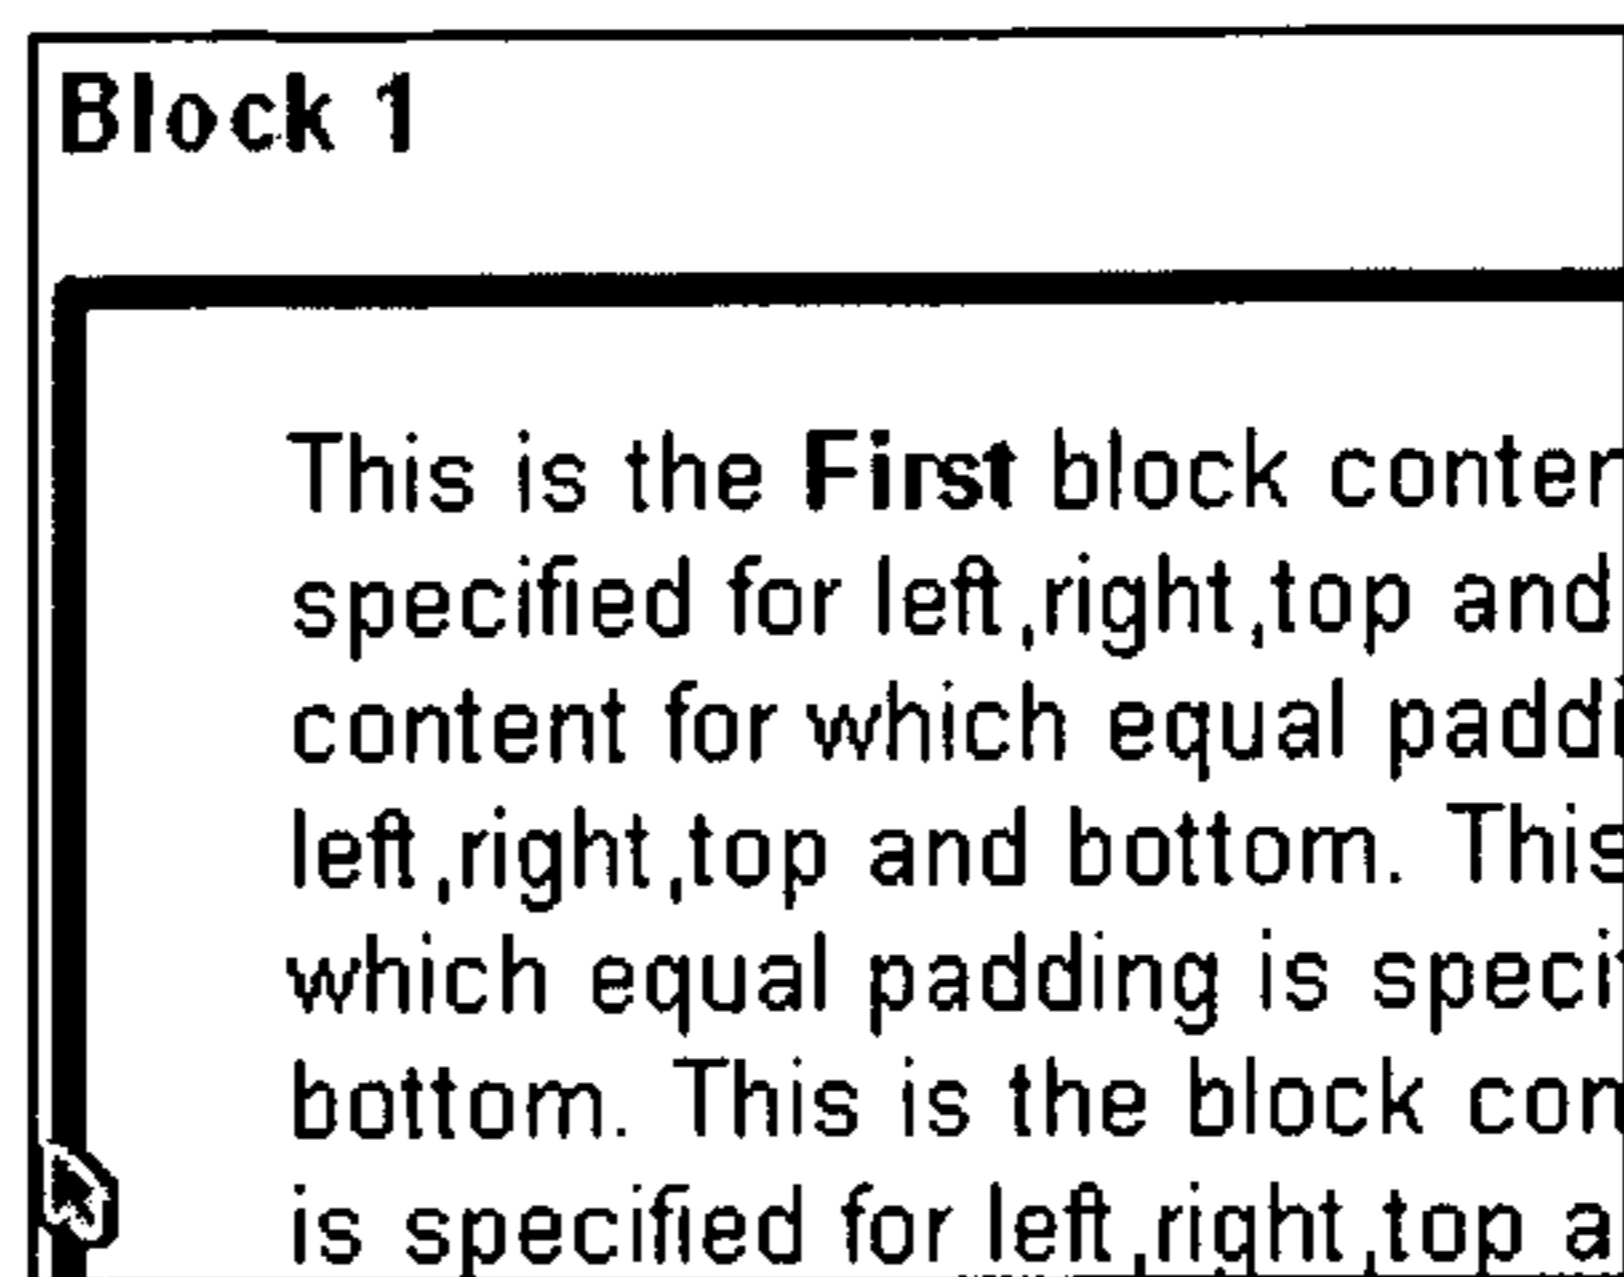 Block 1
This is the First block conten
specified for left,right,top and
content for which equal paddi
left,right,top and bottom. This
which equal padding is speci
bottom. This is the block con
is specified for left,right,top a